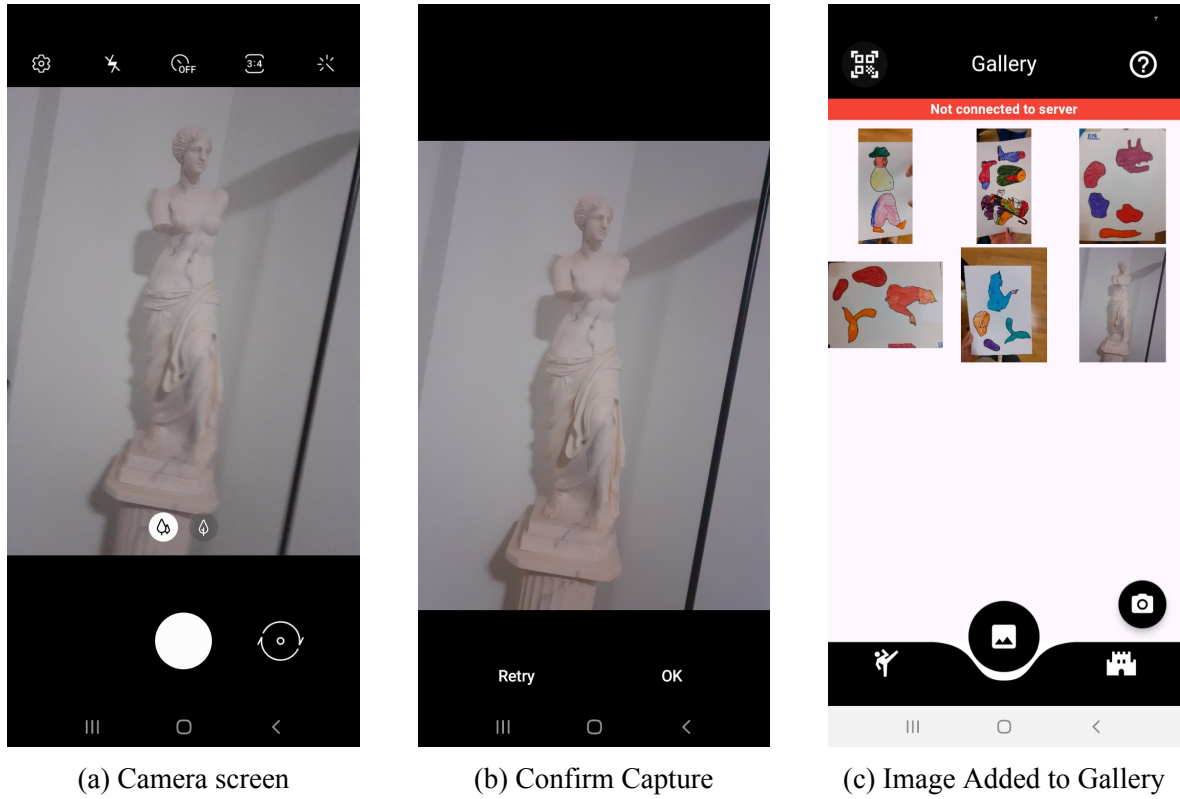 OFF
3:4
Retry
OK
Gallery
Not connected to server
(a) Camera screen
(b) Confirm Capture
(c) Image Added to Gallery